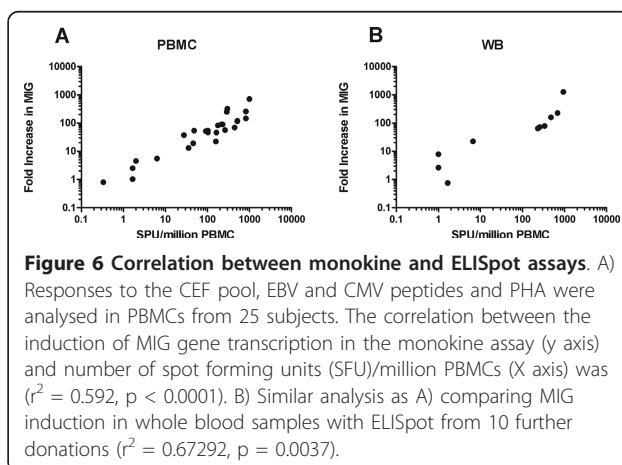 A
PBMC
Fold Increase in MIG
10000
1000
100
10
1
0.1
0.1 1 10 100 1000 10000
SPU/million PBMC
B
WB
Fold Increase in MIG
10000
1000
100
10
1
0.1
0.1 1 10 100 1000 10000
SPU/million PBMC
Figure 6 Correlation between monokine and ELISpot assays. A)
Responses to the CEF pool, EBV and CMV peptides and PHA were
analysed in PBMCs from 25 subjects. The correlation between the
induction of MIG gene transcription in the monokine assay (y axis)
and number of spot forming units (SFU)/million PBMCs (X axis) was
(r² = 0.592, p < 0.0001). B) Similar analysis as A) comparing MIG
induction in whole blood samples with ELISpot from 10 further
donations (r² = 0.67292, p = 0.0037).